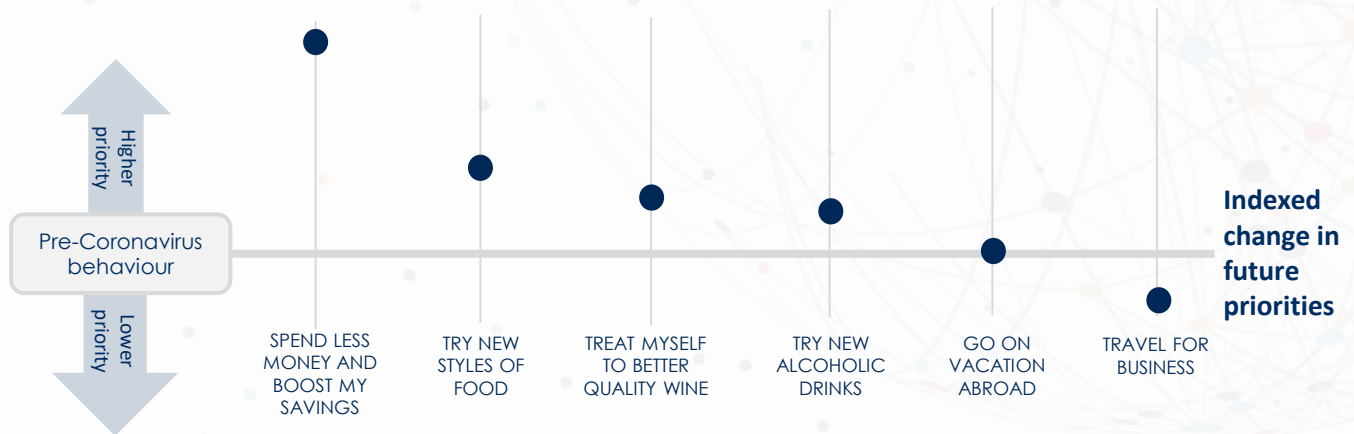 Higher
priority
Pre-Coronavirus
behaviour
Lower
priority
SPEND LESS
MONEY AND
BOOST MY
SAVINGS
TRY NEW
STYLES OF
FOOD
TREAT MYSELF
TO BETTER
QUALITY WINE
TRY NEW
ALCOHOLIC
DRINKS
GO ON
VACATION
ABROAD
TRAVEL FOR
BUSINESS
Indexed
change in
future
priorities